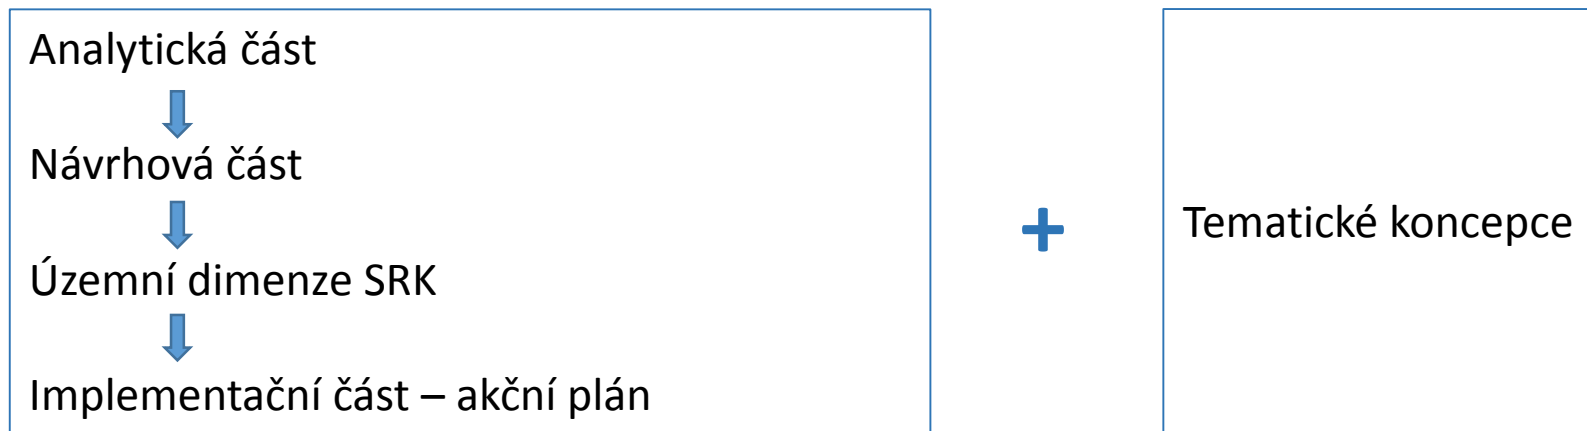 Analytická část
Návrhová část
Územní dimenze SRK
Implementační část – akční plán
+
Tematické koncepce